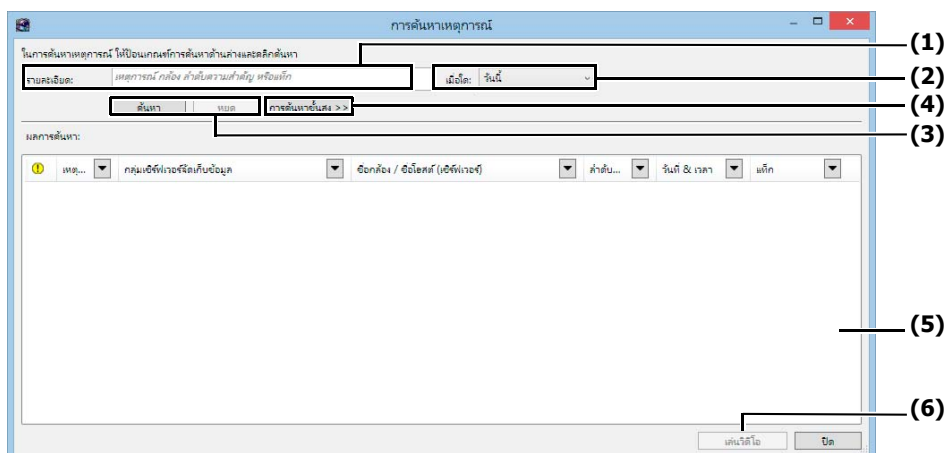 การค้นหาเหตุการณ์
(1)
ในการค้นหาเหตุการณ์ ให้ป้อนเกณฑ์การค้นหาด้านล่างและคลิกค้นหา
รายละเอียด: เหตุการณ์ กล้อง ลำดับความสำคัญ หรือแท็ก เมื่อใด: วันนี้ (2)
ค้นหา หยุด การค้นหาขั้นสูง >> (4)
(3)
ผลการค้นหา:
เหตุ... กลุ่มเซิร์ฟเวอร์จัดเก็บข้อมูล ชื่อกล้อง / ชื่อโฮสต์ (เซิร์ฟเวอร์) ลำดับ... วันที่ & เวลา แท็ก
(5)
(6)
เล่นวิดีโอ ปิด